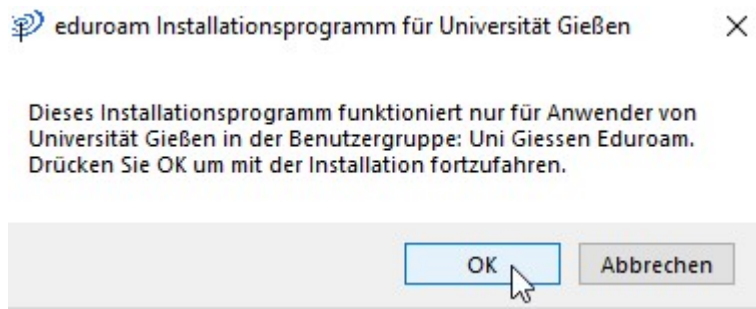 eduroam Installationsprogramm für Universität Gießen
Dieses Installationsprogramm funktioniert nur für Anwender von
Universität Gießen in der Benutzergruppe: Uni Giessen Eduroam.
Drücken Sie OK um mit der Installation fortzufahren.
OK
Abbrechen